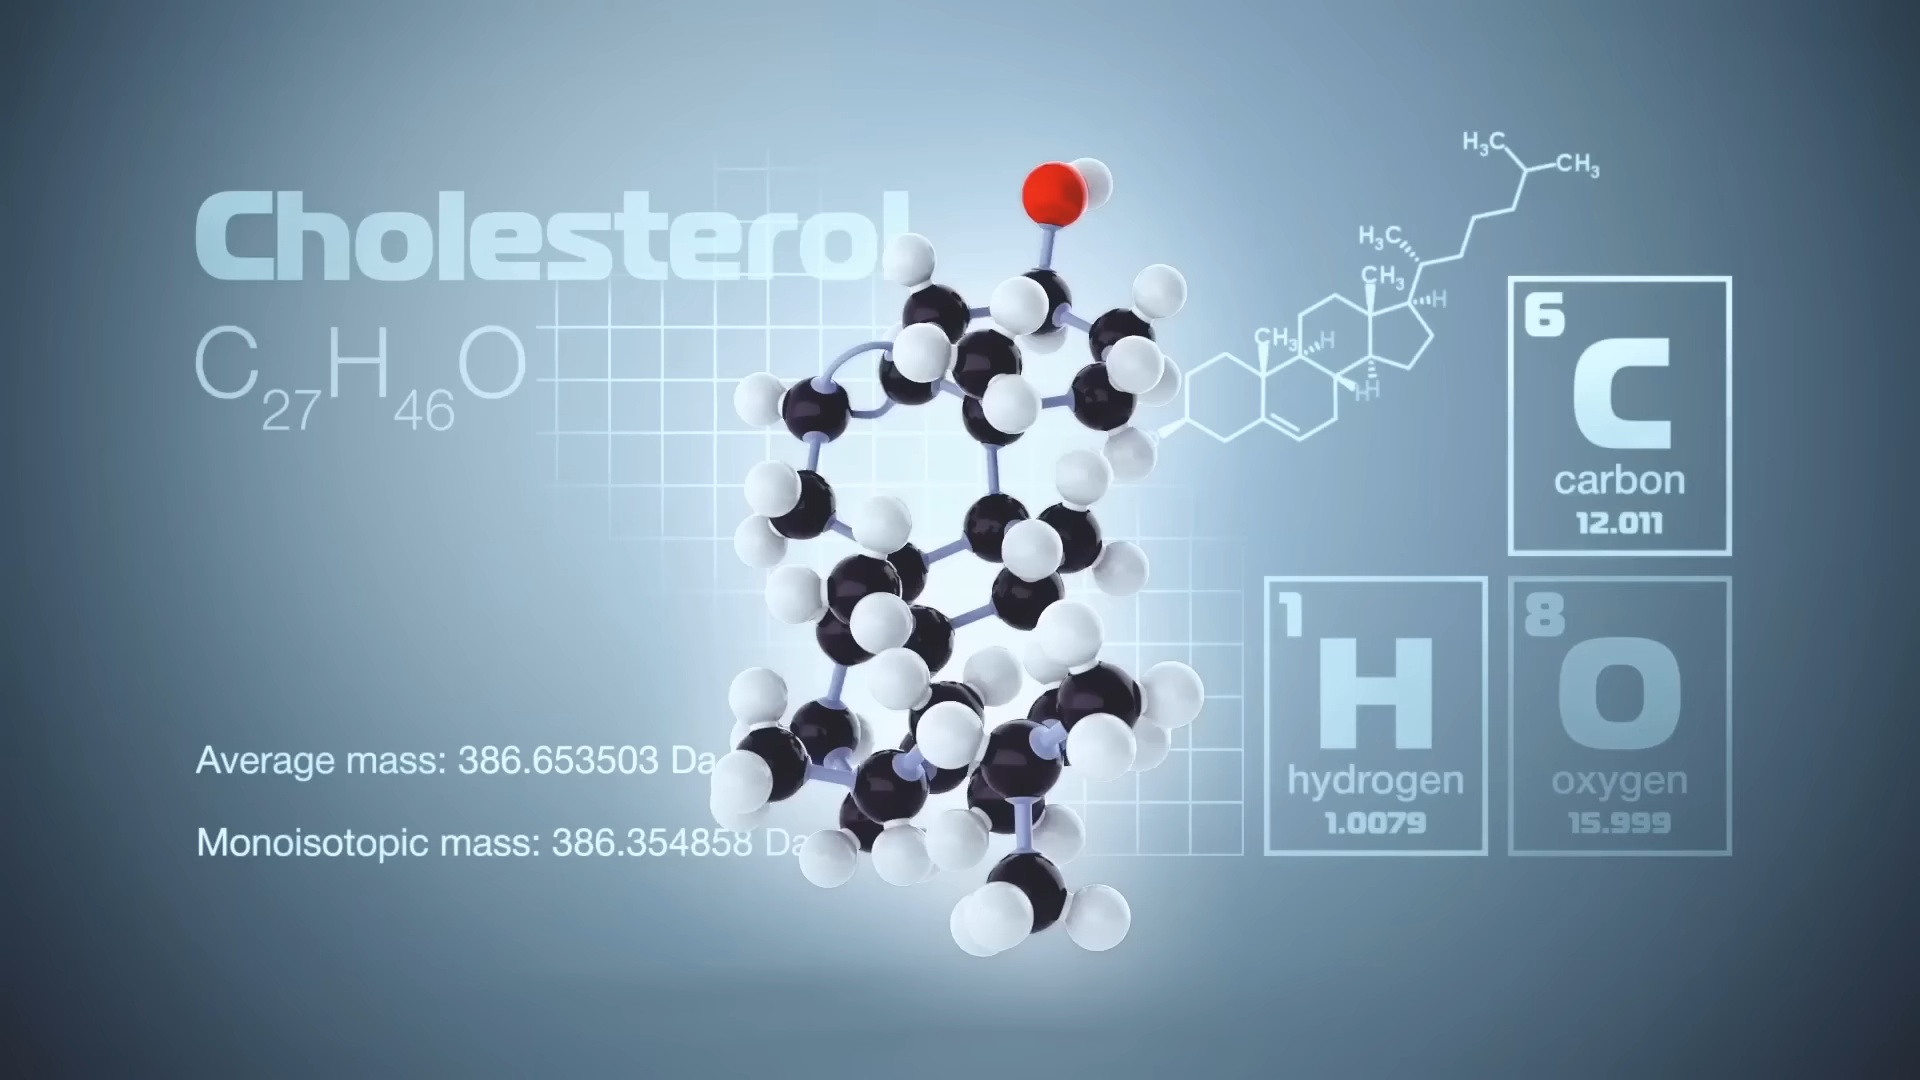 Cholesterol
C27H46O
Average mass: 386.653503 Da
Monoisotopic mass: 386.354858 Da
H3C
CH3
H3C
CH3
H
CH3
H
H
H
6
C
carbon
12.011
1
H
hydrogen
1.0079
8
O
oxygen
15.999